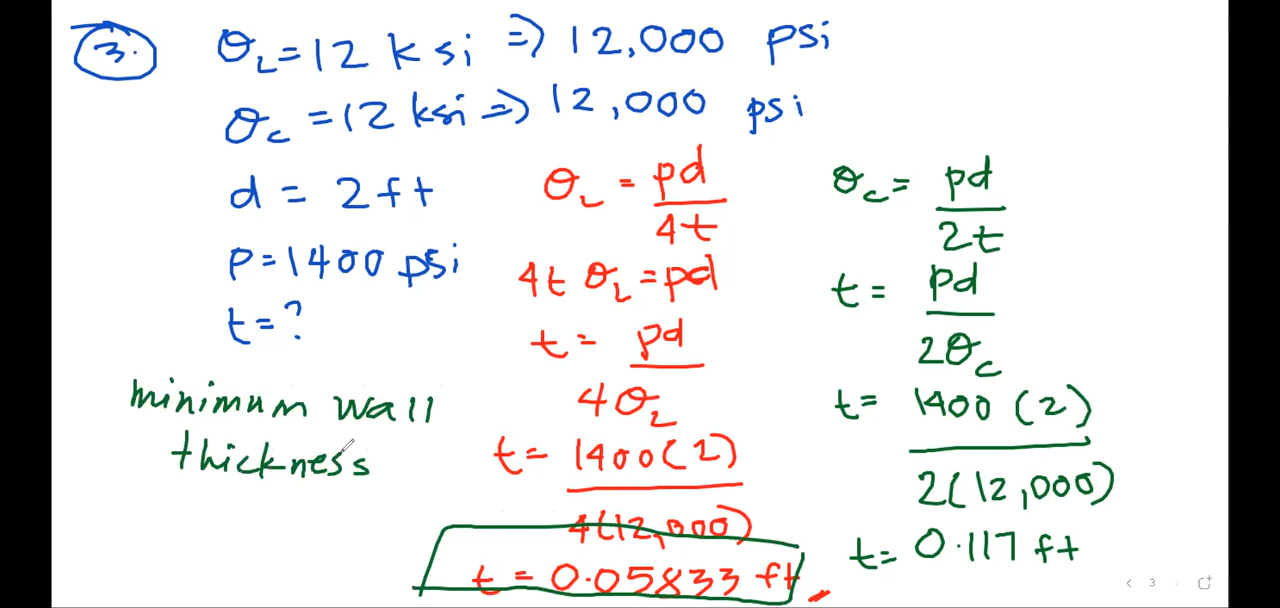 3.
σL = 12 ksi => 12,000 psi
σc = 12 ksi => 12,000 psi
d = 2 ft
P = 1400 psi
t = ?
minimum wall
thickness
σL = pd
4t
4t σL = pd
t = pd
4σL
t = 1400(2)
4(12,000)
t = 0.05833 ft
σc = pd
2t
t = pd
2σc
t = 1400 (2)
2(12,000)
t = 0.117 ft
3